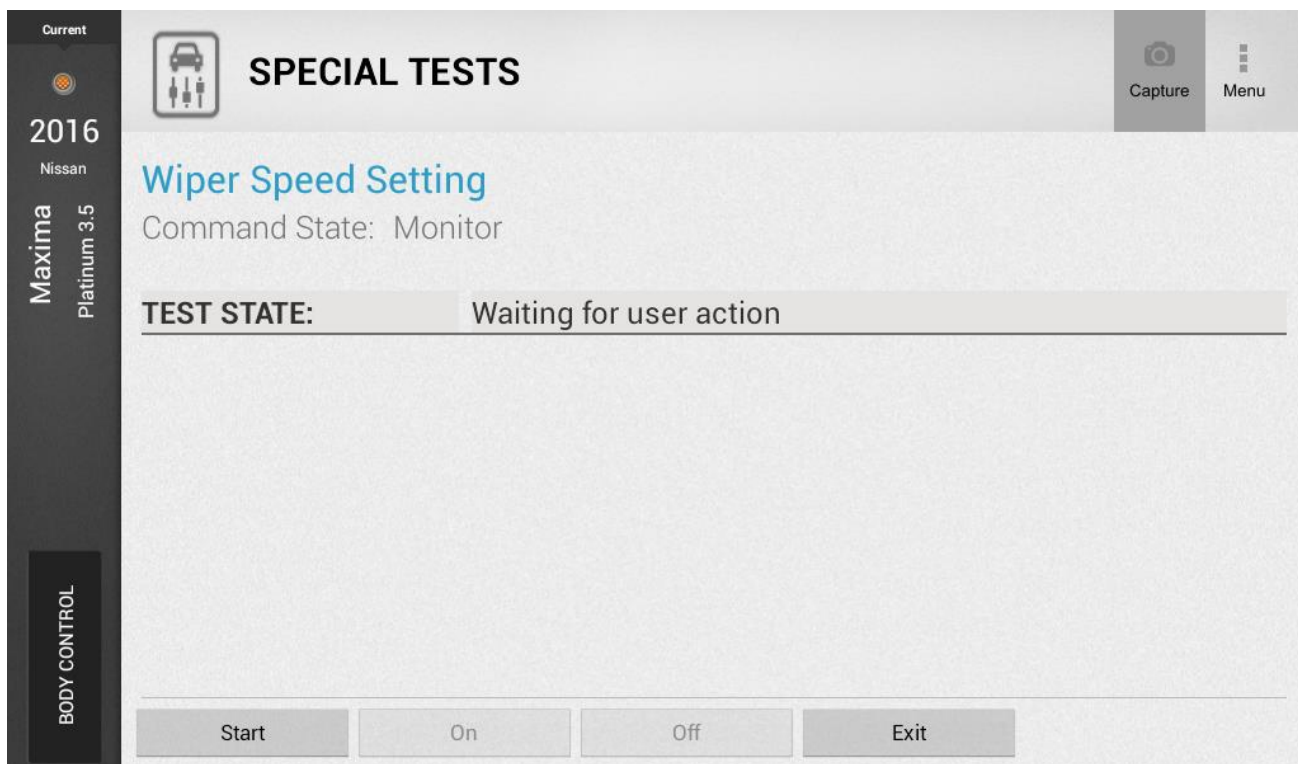 Current
2016
Nissan
Maxima
Platinum 3.5
BODY CONTROL
SPECIAL TESTS
Capture
Menu
Wiper Speed Setting
Command State: Monitor
TEST STATE: Waiting for user action
Start On Off Exit